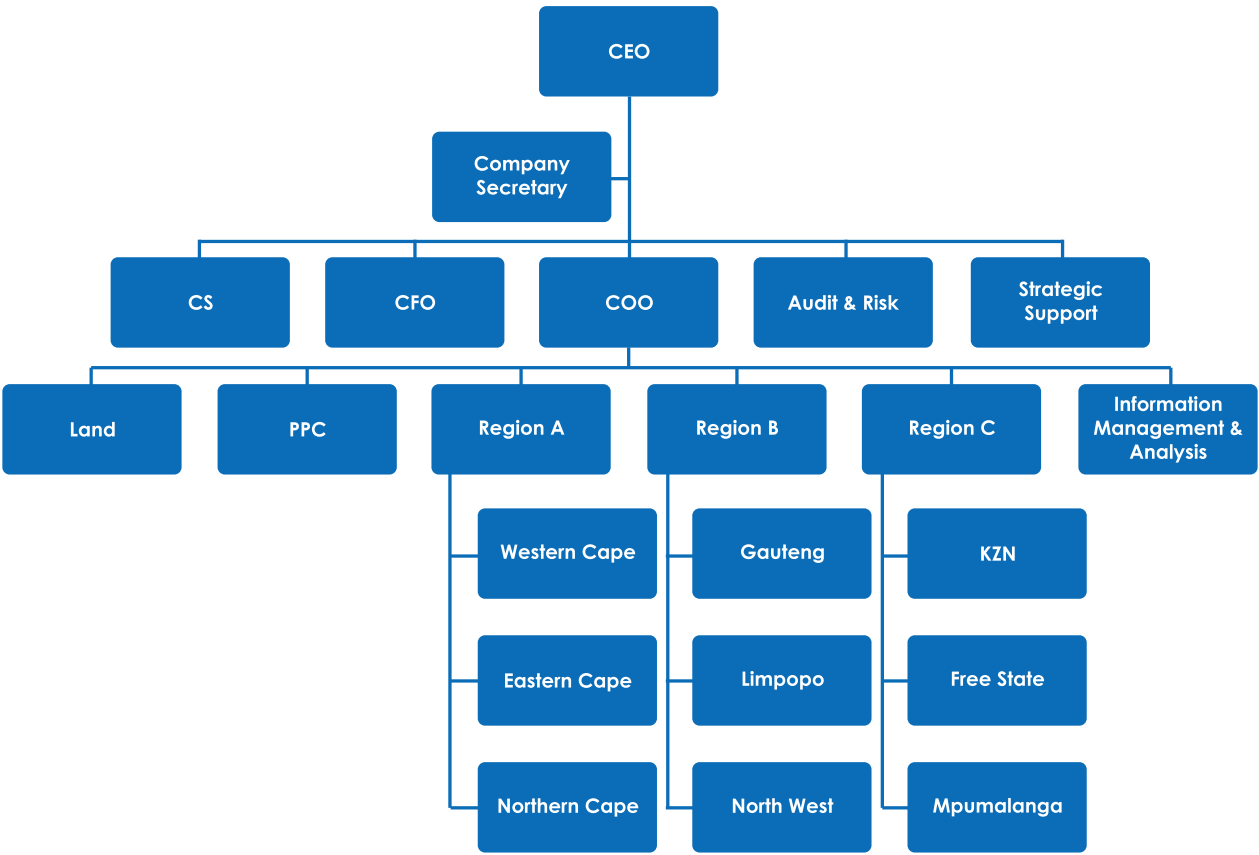 CEO
Company
Secretary
CS
CFO
COO
Audit & Risk
Strategic
Support
Land
PPC
Region A
Region B
Region C
Information
Management &
Analysis
Western Cape
Gauteng
KZN
Eastern Cape
Limpopo
Free State
Northern Cape
North West
Mpumalanga